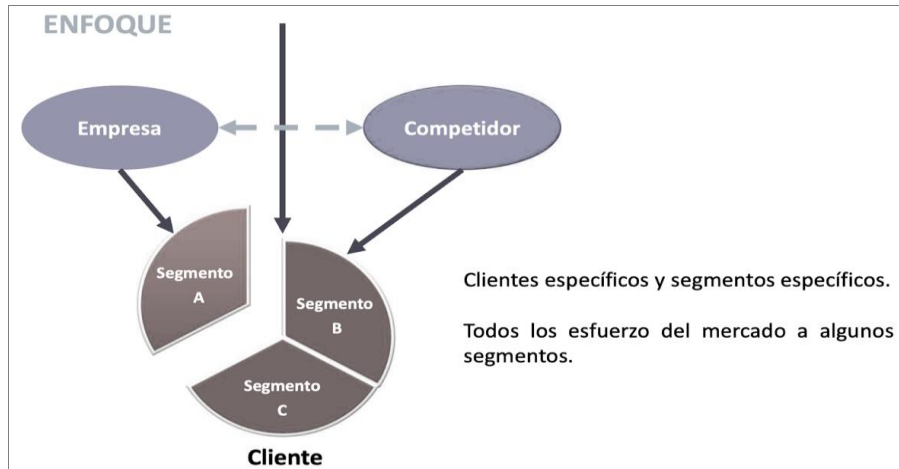 ENFOQUE
Empresa
Competidor
Segmento
A
Segmento
B
Segmento
C
Cliente
Clientes específicos y segmentos específicos.
Todos los esfuerzo del mercado a algunos
segmentos.